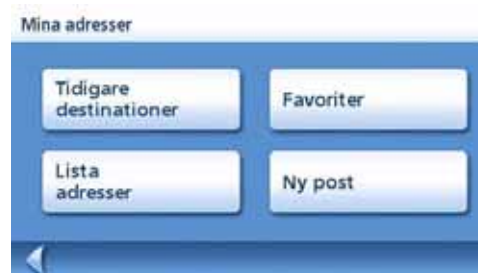 Mina adresser
Tidigare
destinationer
Favoriter
Lista
adresser
Ny post